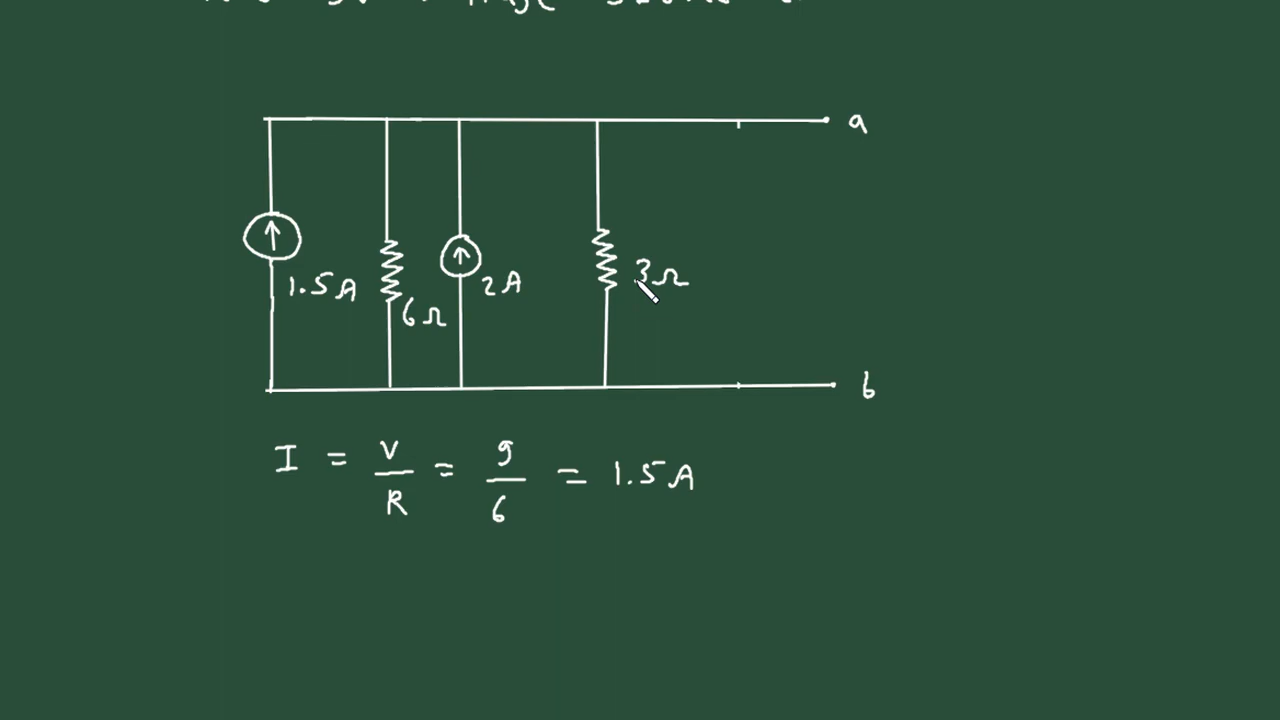 a
1.5A 6Ω 2A 3Ω
b
I = V/R = 9/6 = 1.5A